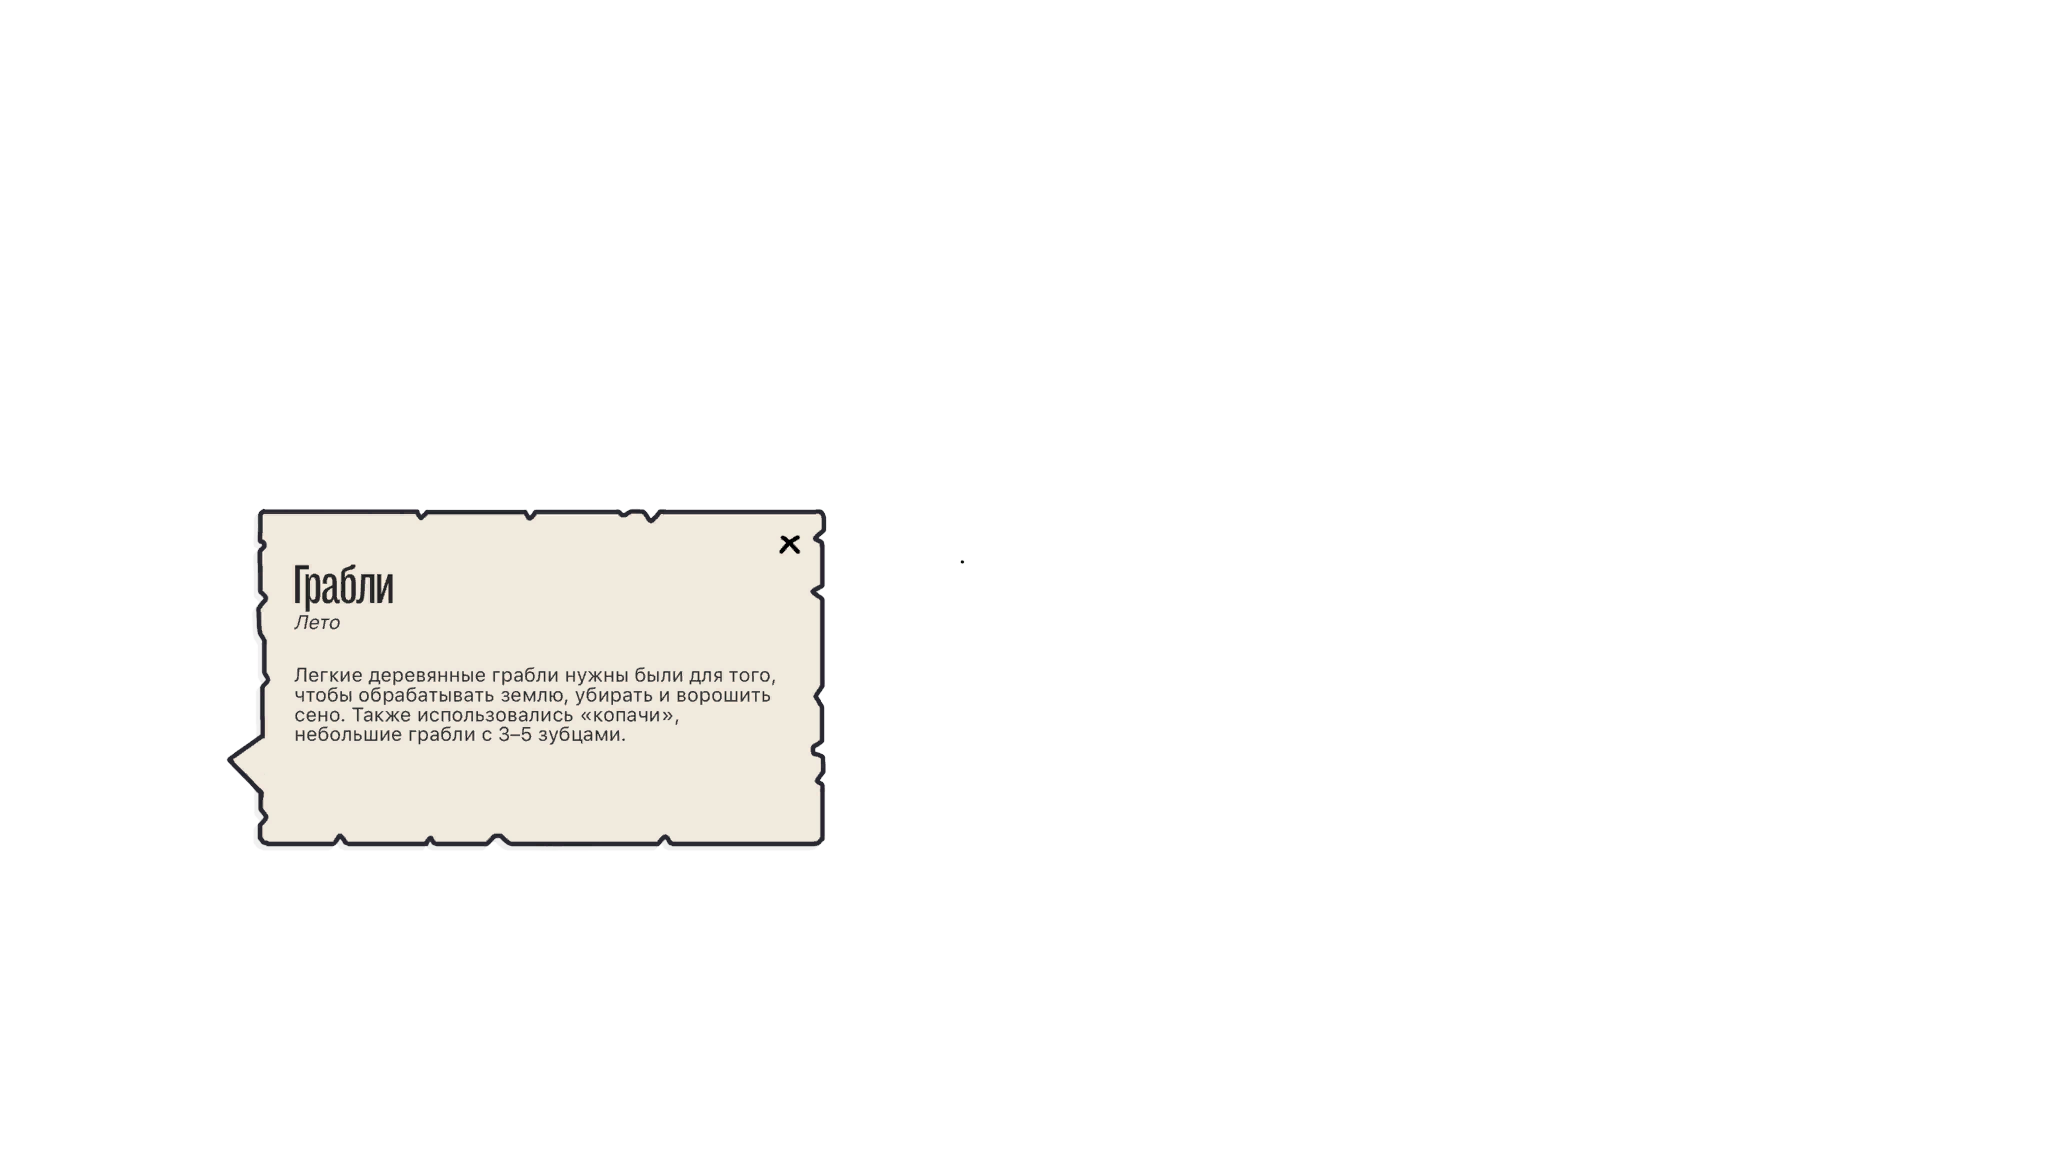 Грабли
Лето
Легкие деревянные грабли нужны были для того,
чтобы обрабатывать землю, убирать и ворошить
сено. Также использовались «копачи»,
небольшие грабли с 3–5 зубцами.